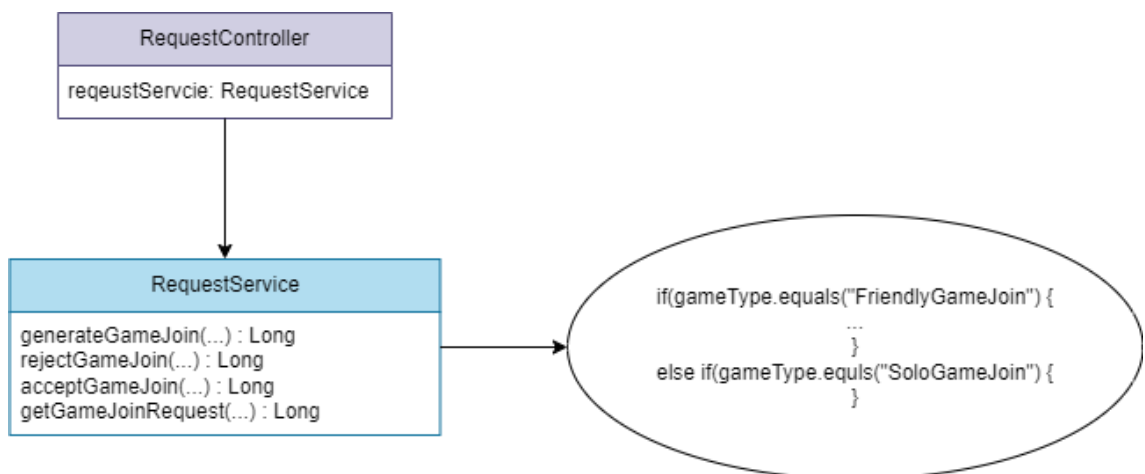 RequestController
reqeustServcie: RequestService
RequestService
generateGameJoin(...) : Long
rejectGameJoin(...) : Long
acceptGameJoin(...) : Long
getGameJoinRequest(...) : Long
if(gameType.equals("FriendlyGameJoin") {
...
}
else if(gameType.equls("SoloGameJoin") {
}